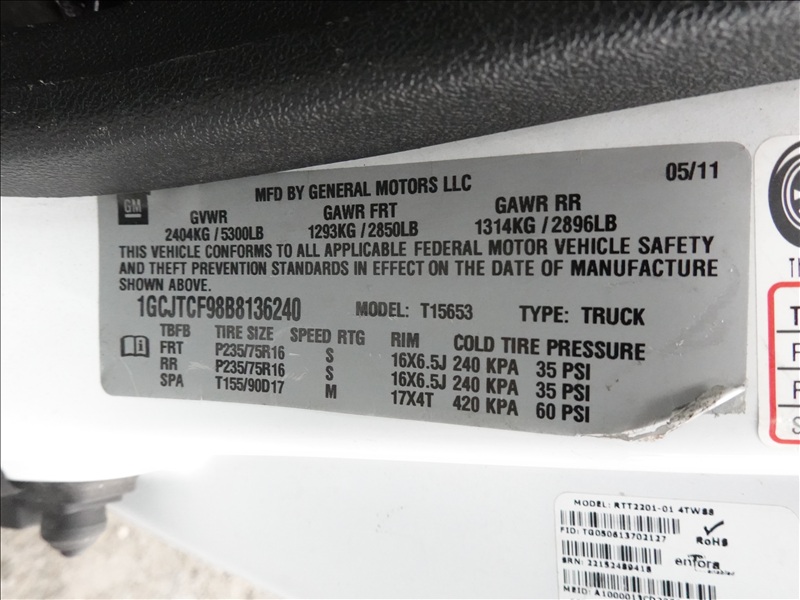 MFD BY GENERAL MOTORS LLC 05/11
GM
GVWR GAWR FRT GAWR RR
2404KG / 5300LB 1293KG / 2850LB 1314KG / 2896LB
THIS VEHICLE CONFORMS TO ALL APPLICABLE FEDERAL MOTOR VEHICLE SAFETY
AND THEFT PREVENTION STANDARDS IN EFFECT ON THE DATE OF MANUFACTURE
SHOWN ABOVE.
1GCJTCF98B8136240 MODEL: T15653 TYPE: TRUCK
TBFB TIRE SIZE SPEED RTG RIM COLD TIRE PRESSURE
FRT P235/75R16 S 16X6.5J 240 KPA 35 PSI
RR P235/75R16 S 16X6.5J 240 KPA 35 PSI
SPA T155/90D17 M 17X4T 420 KPA 60 PSI
MODEL: RTT2201-01 4TW88
PID: TG050813702127
RoHS
SRN: 22152489418
enfora